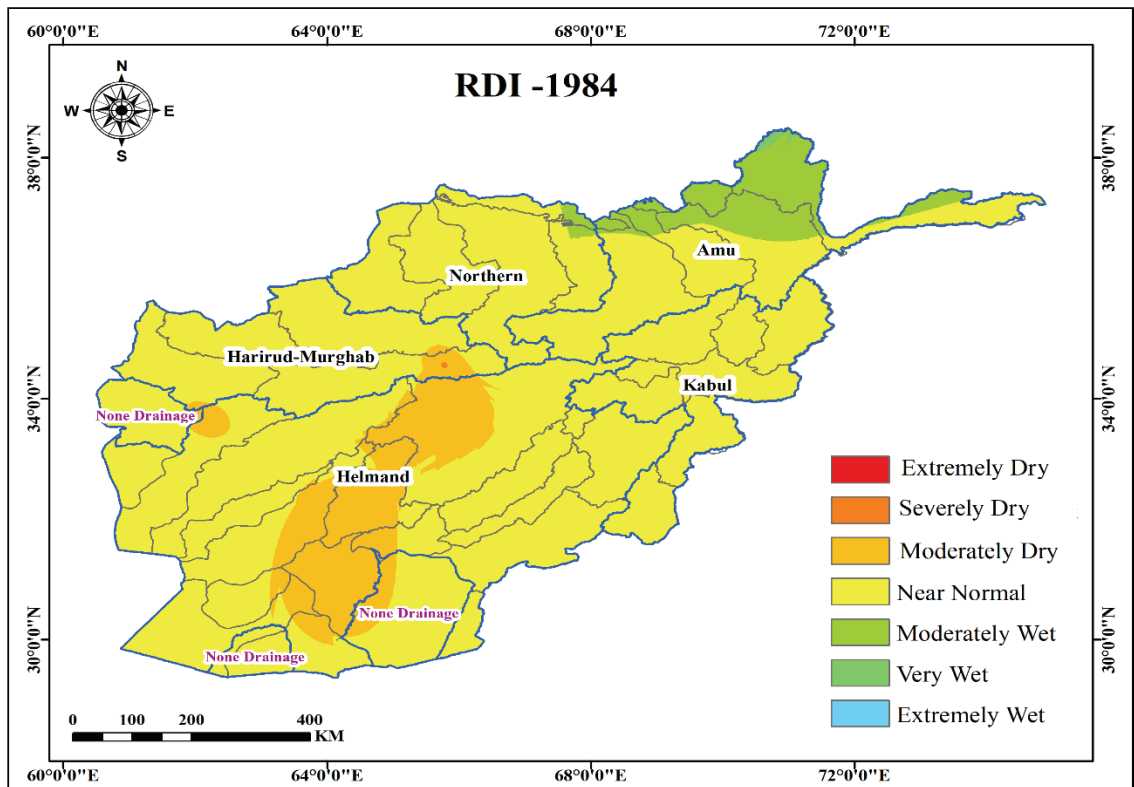 60°0'0"E 64°0'0"E 68°0'0"E 72°0'0"E
N
W E
S
RDI -1984
38°0'0"N
38°0'0"N
Amu
Northern
Harirud-Murghab
Kabul
34°0'0"N
34°0'0"N
None Drainage
Helmand
Extremely Dry
Severely Dry
Moderately Dry
Near Normal
Moderately Wet
Very Wet
Extremely Wet
None Drainage
30°0'0"N
30°0'0"N
None Drainage
0 100 200 400
KM
60°0'0"E 64°0'0"E 68°0'0"E 72°0'0"E